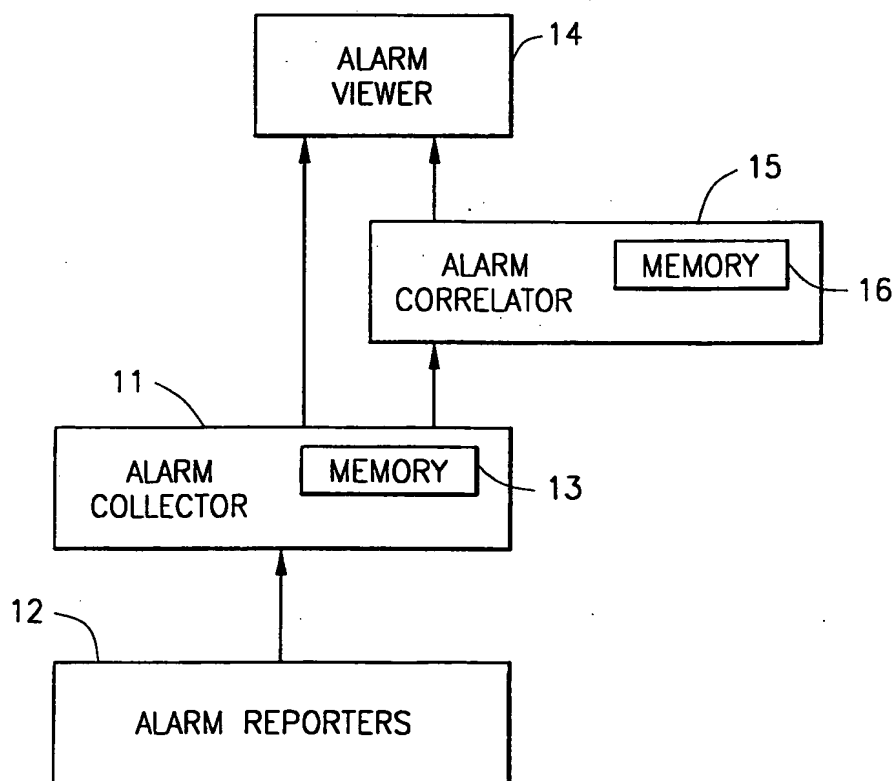 ALARM
VIEWER
14
15
ALARM
CORRELATOR
MEMORY
16
11
ALARM
COLLECTOR
MEMORY
13
12
ALARM REPORTERS